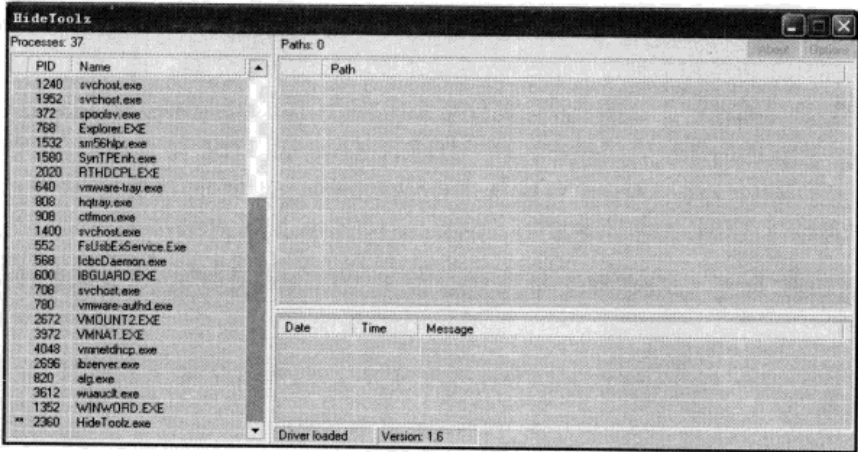 HideToolz
Processes: 37
PID Name
1240 svchost.exe
1952 svchost.exe
372 spoolsv.exe
768 Explorer.EXE
1532 sm56hlpr.exe
1580 SynTPEnh.exe
2020 RTHDCPL.EXE
640 vmware-tray.exe
808 hqtray.exe
908 ctfmon.exe
1400 svchost.exe
552 FsUsbExService.Exe
568 IcbcDaemon.exe
600 IBGUARD.EXE
708 svchost.exe
780 vmware-authd.exe
2672 VMOUNT2.EXE
3972 VMNAT.EXE
4048 vmnetdhcp.exe
2696 ibserver.exe
820 alg.exe
3612 wuauclt.exe
1352 WINWORD.EXE
** 2360 HideToolz.exe
Paths: 0
About Options
Path
Date Time Message
Driver loaded Version: 1.6